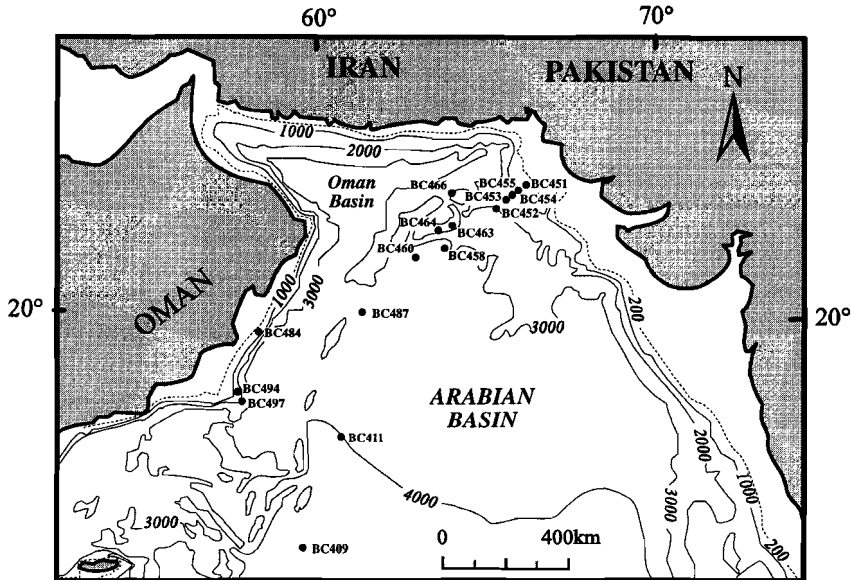 60°
70°
IRAN
PAKISTAN
N
1000
2000
Oman
Basin
BC466
BC455
BC451
BC453
BC454
BC452
BC464
BC463
BC460
BC458
20°
OMAN
1000
3000
BC487
200
3000
20°
BC484
BC494
BC497
ARABIAN
BASIN
BC411
4000
2000
1000
3000
3000
200
BC409
0
400km